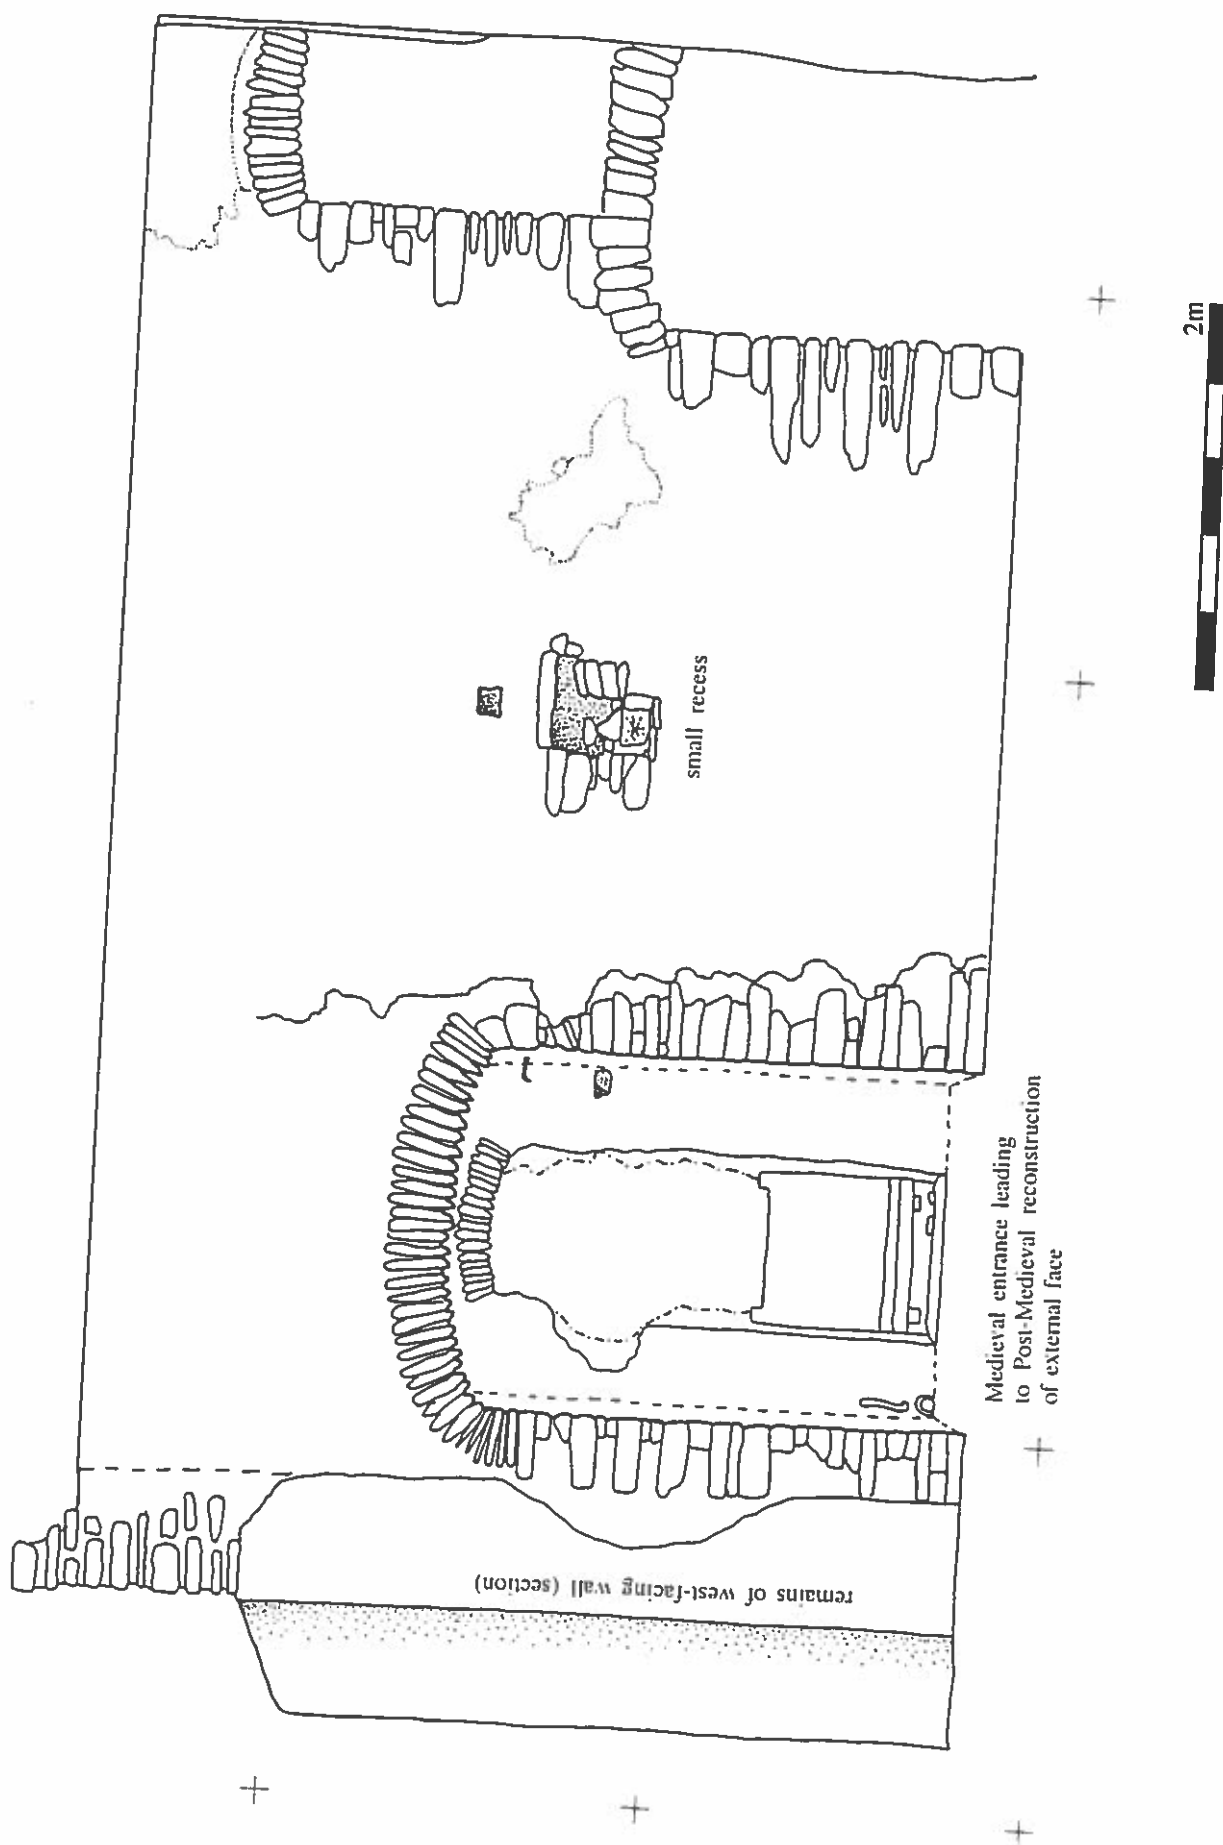 remains of west-facing wall (section)
Medieval entrance leading
to Post-Medieval reconstruction
of external face
small recess
2m